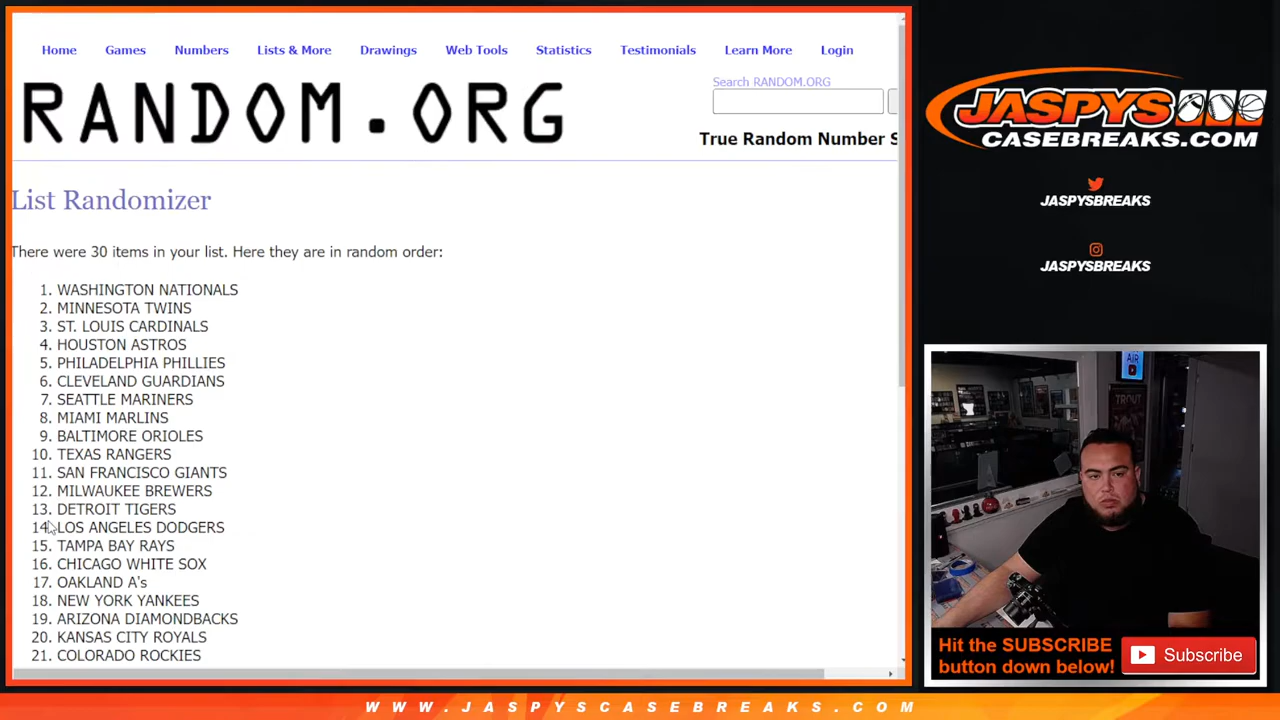 Home Games Numbers Lists & More Drawings Web Tools Statistics Testimonials Learn More Login
RANDOM.ORG
Search RANDOM.ORG
True Random Number S
List Randomizer
There were 30 items in your list. Here they are in random order:
1. WASHINGTON NATIONALS
2. MINNESOTA TWINS
3. ST. LOUIS CARDINALS
4. HOUSTON ASTROS
5. PHILADELPHIA PHILLIES
6. CLEVELAND GUARDIANS
7. SEATTLE MARINERS
8. MIAMI MARLINS
9. BALTIMORE ORIOLES
10. TEXAS RANGERS
11. SAN FRANCISCO GIANTS
12. MILWAUKEE BREWERS
13. DETROIT TIGERS
14. LOS ANGELES DODGERS
15. TAMPA BAY RAYS
16. CHICAGO WHITE SOX
17. OAKLAND A's
18. NEW YORK YANKEES
19. ARIZONA DIAMONDBACKS
20. KANSAS CITY ROYALS
21. COLORADO ROCKIES
JASPYS
CASEBREAKS.COM
JASPYSBREAKS
JASPYSBREAKS
AIR
TROUT
Hit the SUBSCRIBE
button down below!
Subscribe
WWW.JASPYSCASEBREAKS.COM